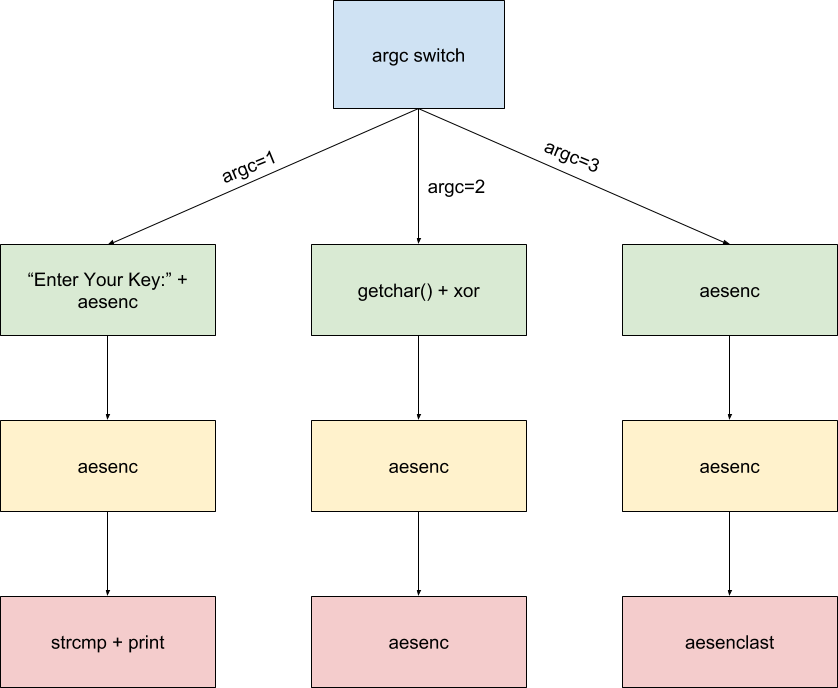 argc switch
argc=1
argc=2
argc=3
“Enter Your Key:” +
aesenc
getchar() + xor
aesenc
aesenc
aesenc
aesenc
strcmp + print
aesenc
aesenclast